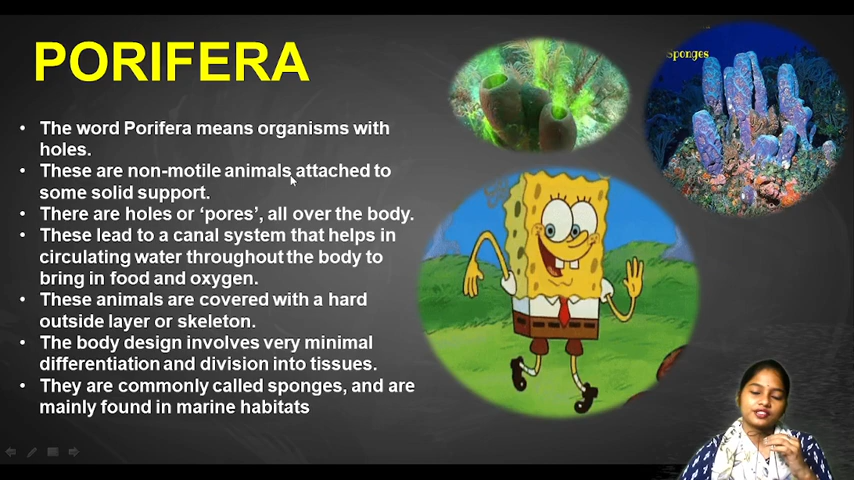 PORIFERA
Sponges
• The word Porifera means organisms with
holes.
• These are non-motile animals attached to
some solid support.
• There are holes or ‘pores’, all over the body.
• These lead to a canal system that helps in
circulating water throughout the body to
bring in food and oxygen.
• These animals are covered with a hard
outside layer or skeleton.
• The body design involves very minimal
differentiation and division into tissues.
• They are commonly called sponges, and are
mainly found in marine habitats